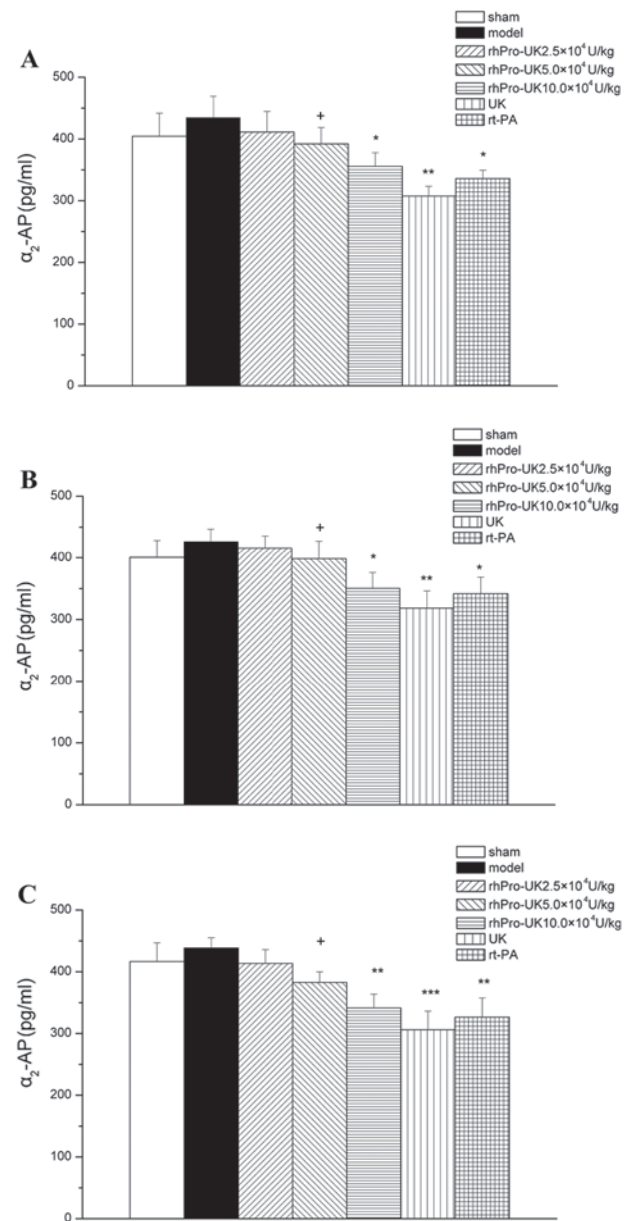 sham
model
rhPro-UK2.5×10⁴U/kg
rhPro-UK5.0×10⁴U/kg
rhPro-UK10.0×10⁴U/kg
UK
rt-PA
A
500
400
300
200
100
0
α₂-AP(pg/ml)
+
*
**
*
sham
model
rhPro-UK2.5×10⁴U/kg
rhPro-UK5.0×10⁴U/kg
rhPro-UK10.0×10⁴U/kg
UK
rt-PA
B
500
400
300
200
100
0
α₂-AP(pg/ml)
+
*
**
*
sham
model
rhPro-UK2.5×10⁴U/kg
rhPro-UK5.0×10⁴U/kg
rhPro-UK10.0×10⁴U/kg
UK
rt-PA
C
500
400
300
200
100
0
α₂-AP(pg/ml)
+
**
***
**